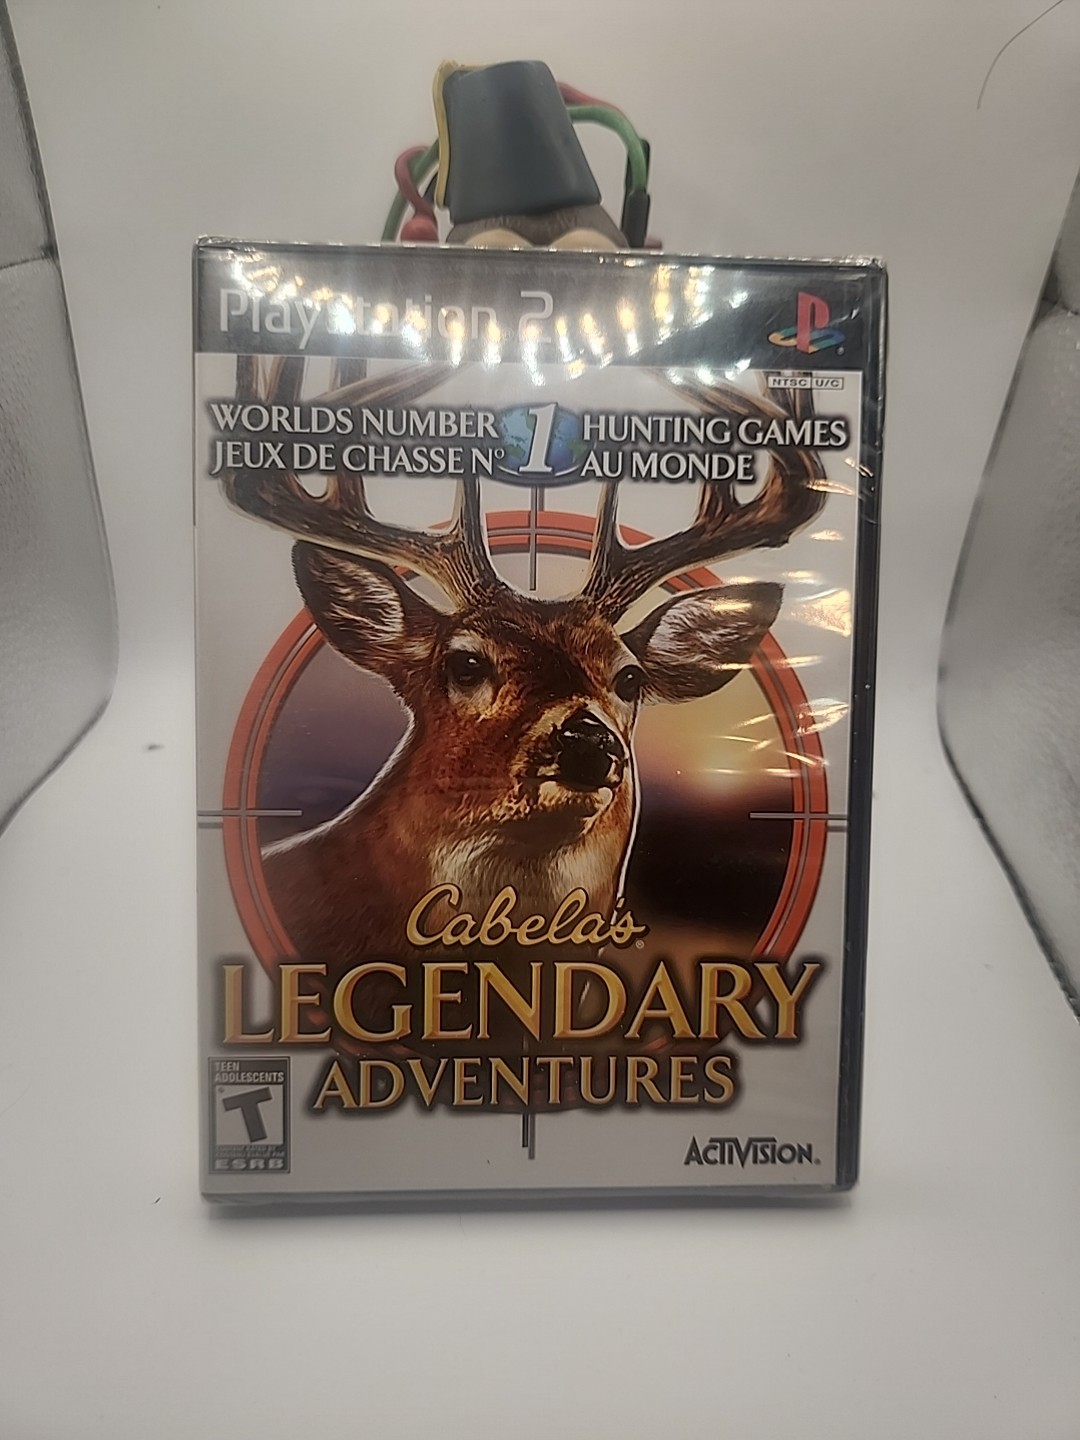 PlayStation 2
NTSC U/C
WORLDS NUMBER 1 HUNTING GAMES
JEUX DE CHASSE Nº AU MONDE
Cabela's
LEGENDARY
ADVENTURES
TEEN
ADOLESCENTS
T
ESRB
ACTIVISION